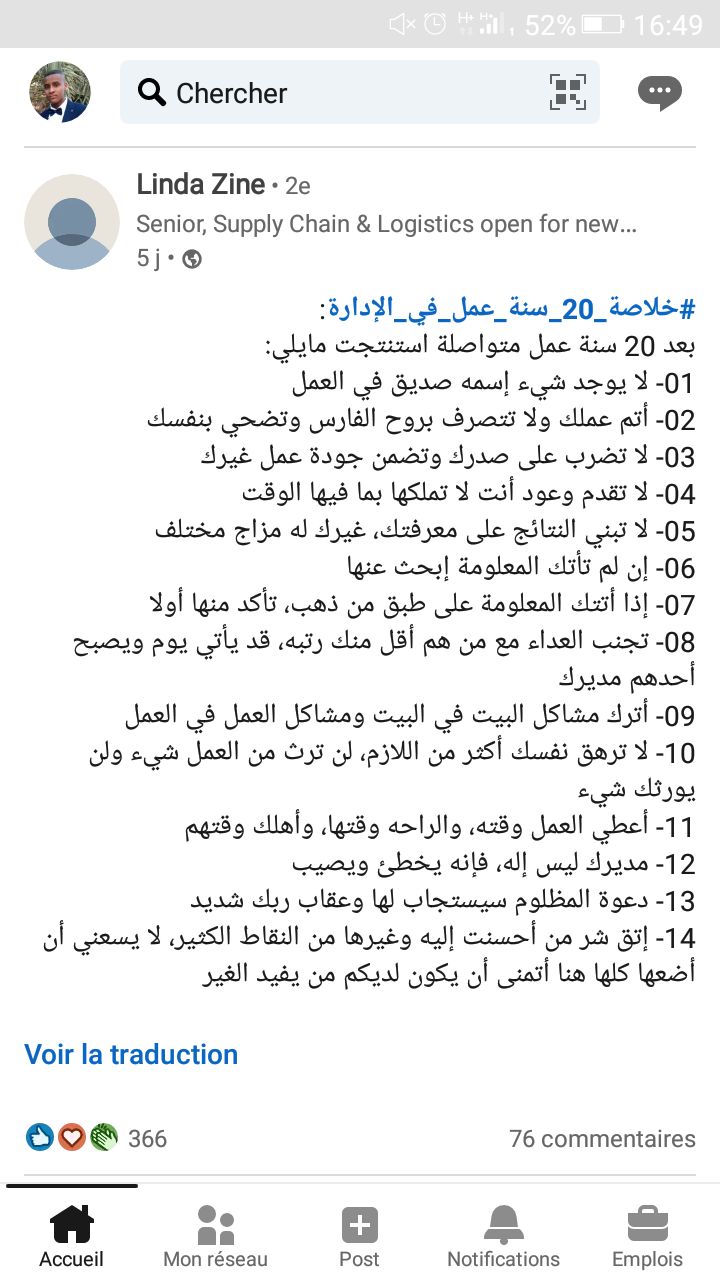 52% 16:49
Chercher
Linda Zine • 2e
Senior, Supply Chain & Logistics open for new...
5 j •
#خلاصة_20_سنة_عمل_في_الإدارة:
بعد 20 سنة عمل متواصلة استنتجت مايلي:
01- لا يوجد شيء إسمه صديق في العمل
02- أتم عملك ولا تتصرف بروح الفارس وتضحي بنفسك
03- لا تضرب على صدرك وتضمن جودة عمل غيرك
04- لا تقدم وعود أنت لا تملكها بما فيها الوقت
05- لا تبني النتائج على معرفتك، غيرك له مزاج مختلف
06- إن لم تأتك المعلومة إبحث عنها
07- إذا أتتك المعلومة على طبق من ذهب، تأكد منها أولا
08- تجنب العداء مع من هم أقل منك رتبه، قد يأتي يوم ويصبح
أحدهم مديرك
09- أترك مشاكل البيت في البيت ومشاكل العمل في العمل
10- لا ترهق نفسك أكثر من اللازم، لن ترث من العمل شيء ولن
يورثك شيء
11- أعطي العمل وقته، والراحه وقتها، وأهلك وقتهم
12- مديرك ليس إله، فإنه يخطئ ويصيب
13- دعوة المظلوم سيستجاب لها وعقاب ربك شديد
14- إتق شر من أحسنت إليه وغيرها من النقاط الكثير، لا يسعني أن
أضعها كلها هنا أتمنى أن يكون لديكم من يفيد الغير
Voir la traduction
366 76 commentaires
Accueil Mon réseau Post Notifications Emplois